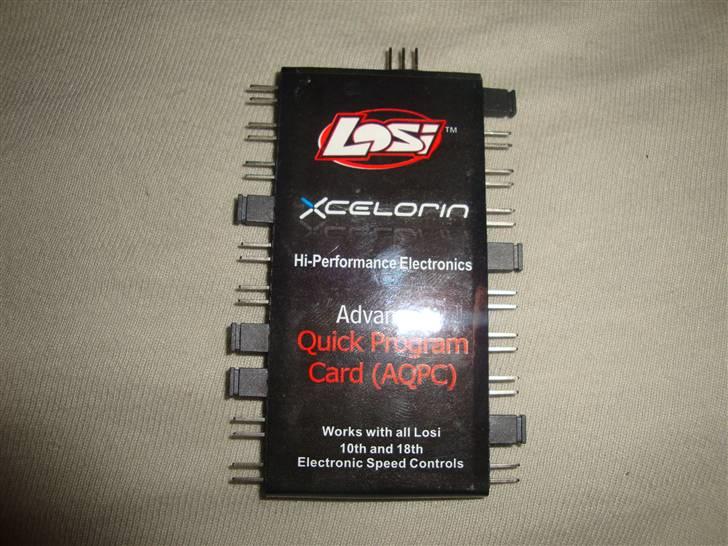 LOSi™
XCELORIN
Hi-Performance Electronics
Quick Program
Card (AQPC)
Works with all Losi
10th and 18th
Electronic Speed Controls